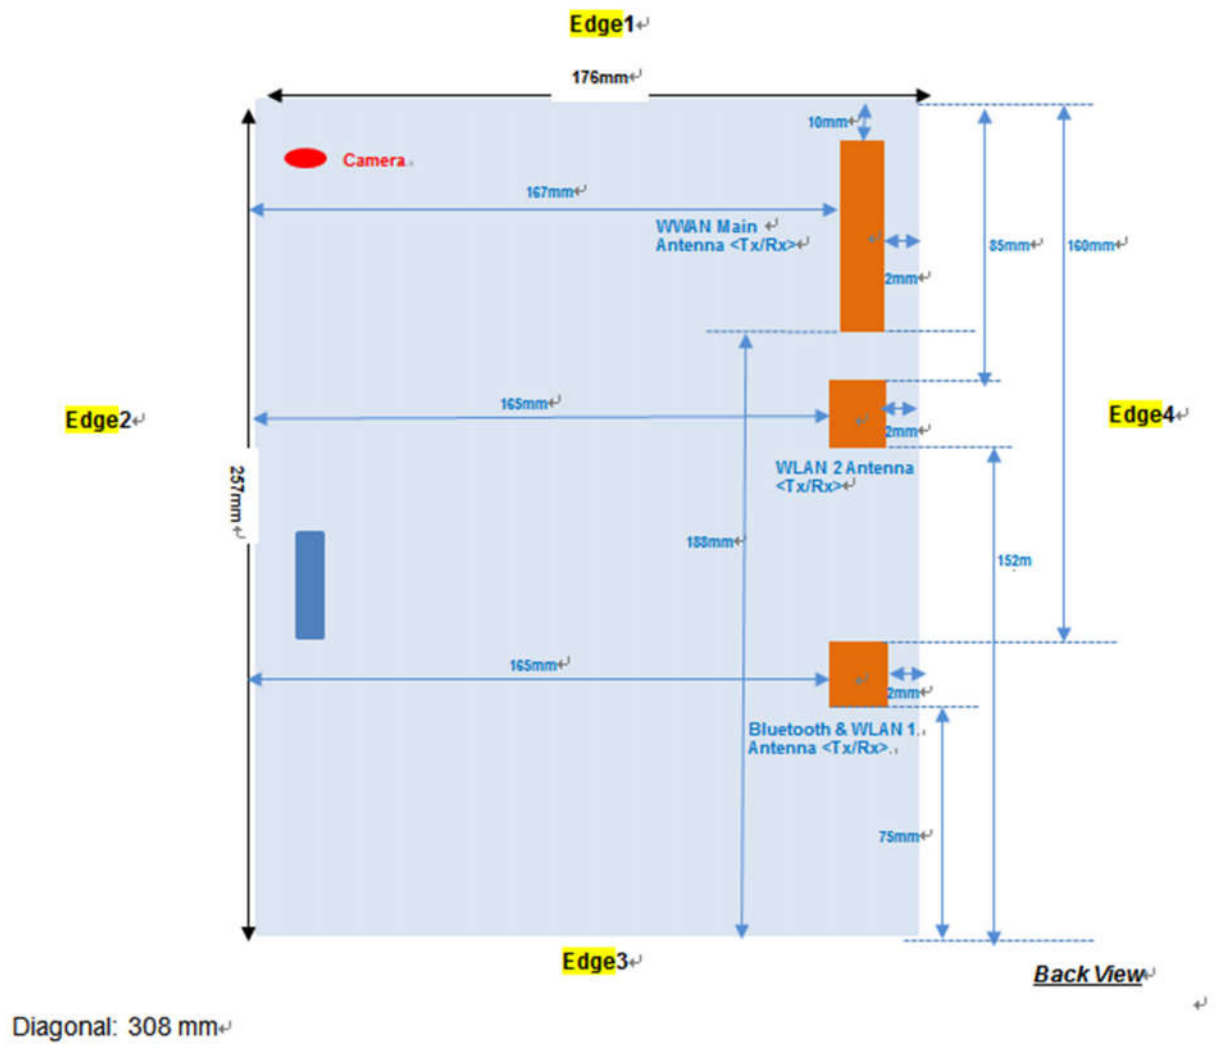 Edge1
176mm
10mm
Camera
167mm
WWAN Main
Antenna <Tx/Rx>
85mm
160mm
2mm
165mm
Edge2
Edge4
2mm
WLAN 2 Antenna
<Tx/Rx>
257mm
188mm
152m
165mm
2mm
Bluetooth & WLAN 1.
Antenna <Tx/Rx>.
75mm
Edge3
Back View
Diagonal: 308 mm